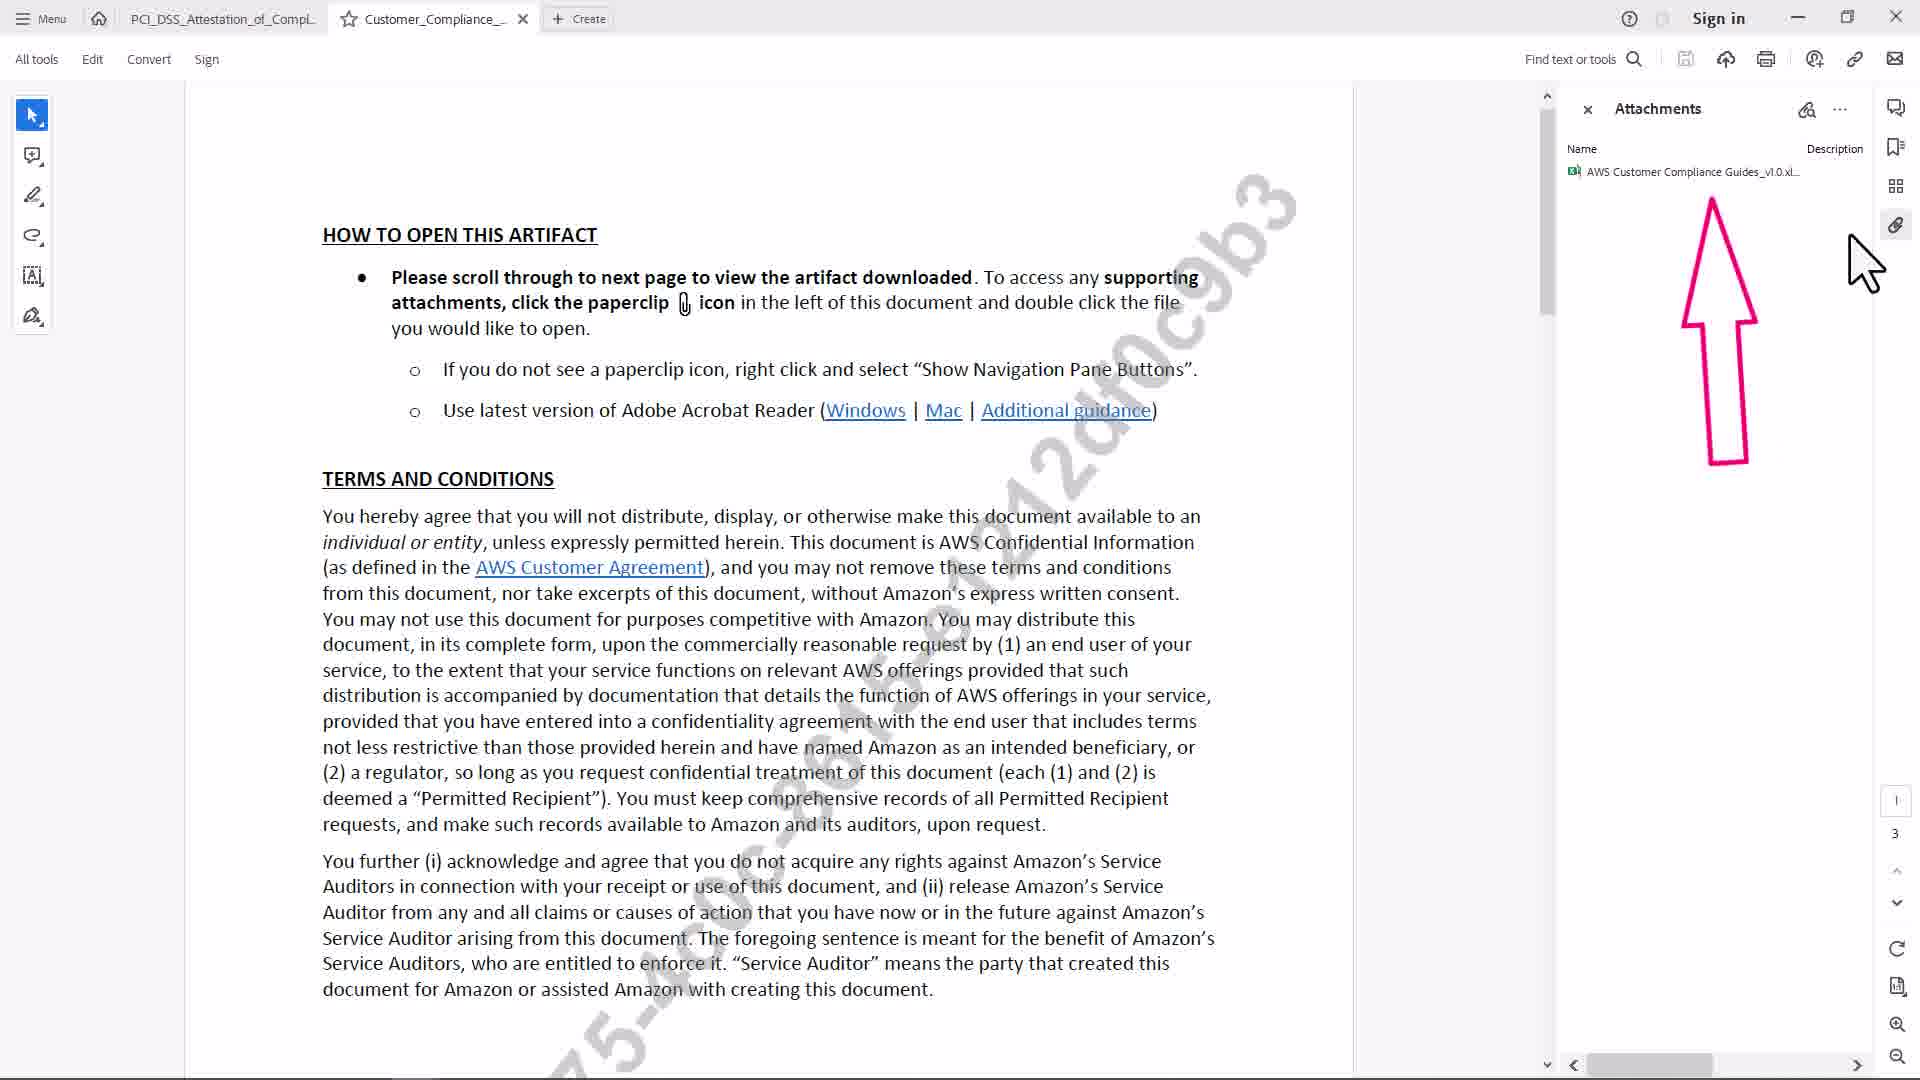 Menu
PCI_DSS_Attestation_of_Compl...
Customer_Compliance_...
Create
Sign in
All tools
Edit
Convert
Sign
Find text or tools
HOW TO OPEN THIS ARTIFACT
Please scroll through to next page to view the artifact downloaded. To access any supporting
attachments, click the paperclip icon in the left of this document and double click the file
you would like to open.
If you do not see a paperclip icon, right click and select “Show Navigation Pane Buttons”.
Use latest version of Adobe Acrobat Reader (Windows | Mac | Additional guidance)
TERMS AND CONDITIONS
You hereby agree that you will not distribute, display, or otherwise make this document available to an
individual or entity, unless expressly permitted herein. This document is AWS Confidential Information
(as defined in the AWS Customer Agreement), and you may not remove these terms and conditions
from this document, nor take excerpts of this document, without Amazon’s express written consent.
You may not use this document for purposes competitive with Amazon. You may distribute this
document, in its complete form, upon the commercially reasonable request by (1) an end user of your
service, to the extent that your service functions on relevant AWS offerings provided that such
distribution is accompanied by documentation that details the function of AWS offerings in your service,
provided that you have entered into a confidentiality agreement with the end user that includes terms
not less restrictive than those provided herein and have named Amazon as an intended beneficiary, or
(2) a regulator, so long as you request confidential treatment of this document (each (1) and (2) is
deemed a “Permitted Recipient”). You must keep comprehensive records of all Permitted Recipient
requests, and make such records available to Amazon and its auditors, upon request.
You further (i) acknowledge and agree that you do not acquire any rights against Amazon’s Service
Auditors in connection with your receipt or use of this document, and (ii) release Amazon’s Service
Auditor from any and all claims or causes of action that you have now or in the future against Amazon’s
Service Auditor arising from this document. The foregoing sentence is meant for the benefit of Amazon’s
Service Auditors, who are entitled to enforce it. “Service Auditor” means the party that created this
document for Amazon or assisted Amazon with creating this document.
75-4c0c-8615-e1212df0c9b3
Attachments
Name
Description
AWS Customer Compliance Guides_v1.0.xl...
1
3